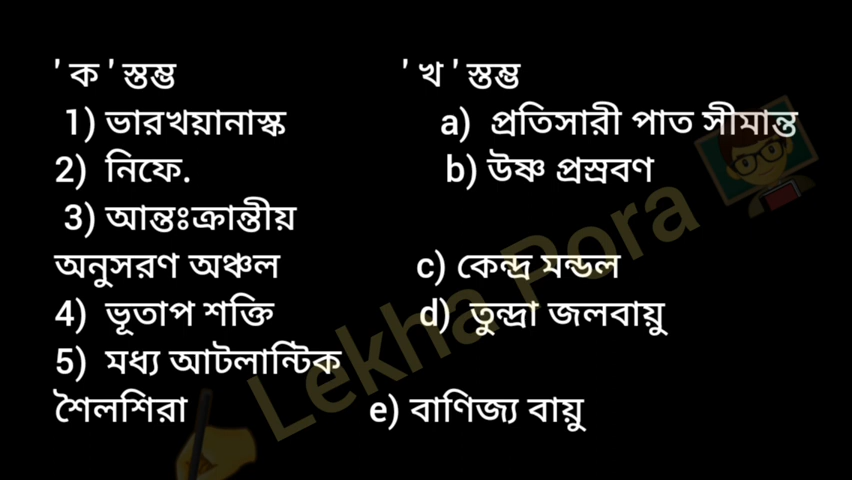 ' ক ' স্তম্ভ ' খ ' স্তম্ভ
1) ভারখয়ানাস্ক a) প্রতিসারী পাত সীমান্ত
2) নিফে. b) উষ্ণ প্রস্রবণ
3) আন্তঃক্রান্তীয়
অনুসরণ অঞ্চল c) কেন্দ্র মন্ডল
4) ভূতাপ শক্তি d) তুন্দ্রা জলবায়ু
5) মধ্য আটলান্টিক
শৈলশিরা e) বাণিজ্য বায়ু
Lekha Pora